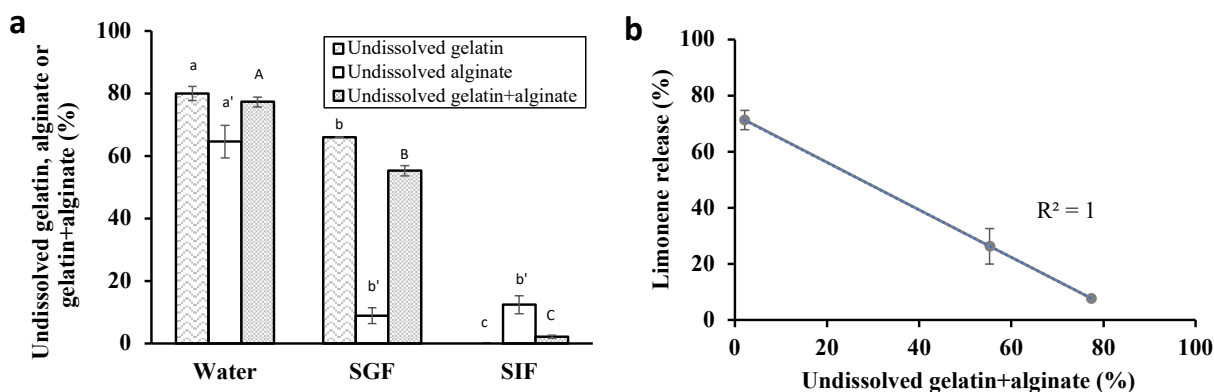 a
Undissolved gelatin, alginate or
gelatin+alginate (%)
100
80
60
40
20
0
a
a'
A
b
b'
B
c
b'
C
Undissolved gelatin
Undissolved alginate
Undissolved gelatin+alginate
Water
SGF
SIF
b
Limonene release (%)
100
80
60
40
20
0
R² = 1
0
20
40
60
80
100
Undissolved gelatin+alginate (%)